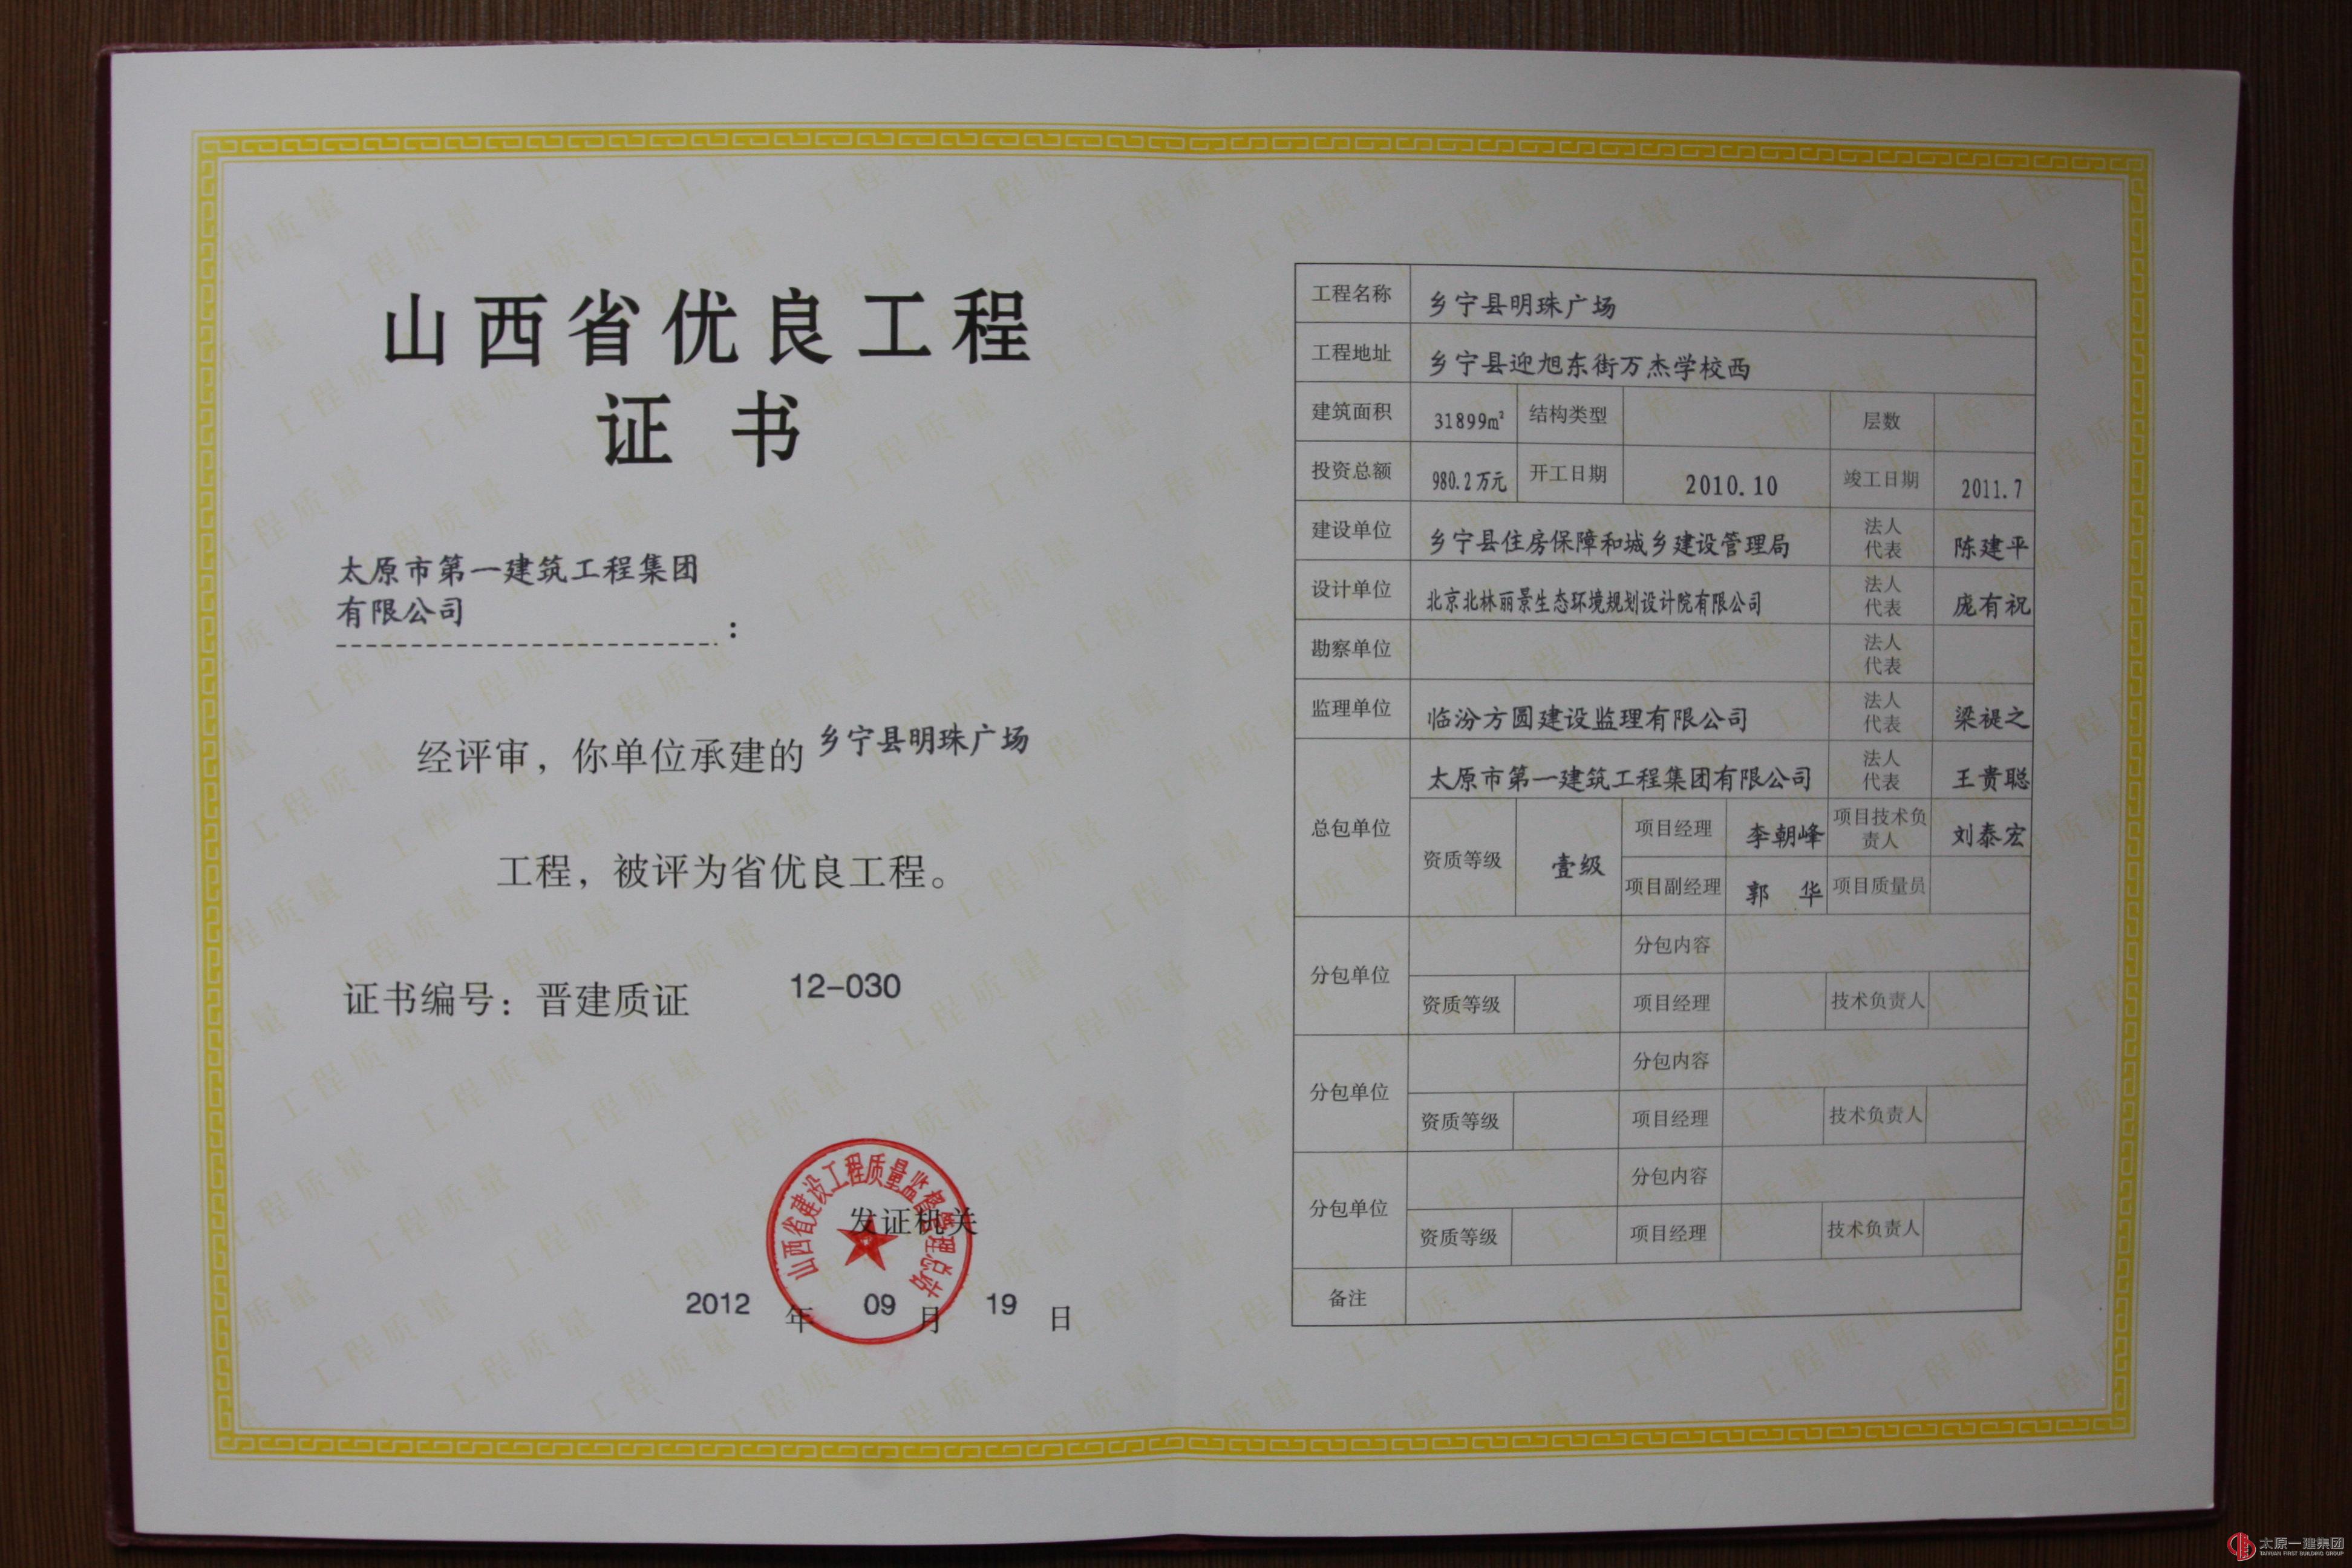 山西省优良工程
证 书
太原市第一建筑工程集团
有限公司
：
经评审，你单位承建的 乡宁县明珠广场
工程，被评为省优良工程。
证书编号：晋建质证 12-030
山西省建设工程质量监督管理总站
发证机关
2012 年 09 月 19 日
工程名称 乡宁县明珠广场
工程地址 乡宁县迎旭东街万杰学校西
建筑面积 31899m² 结构类型 层数
投资总额 980.2万元 开工日期 2010.10 竣工日期 2011.7
建设单位 乡宁县住房保障和城乡建设管理局 法人代表 陈建平
设计单位 北京北林丽景生态环境规划设计院有限公司 法人代表 庞有祝
勘察单位 法人代表
监理单位 临汾方圆建设监理有限公司 法人代表 梁褆之
总包单位 太原市第一建筑工程集团有限公司 法人代表 王贵聪
资质等级 壹级 项目经理 李朝峰 项目技术负责人 刘泰宏
项目副经理 郭 华 项目质量员
分包单位 分包内容
资质等级 项目经理 技术负责人
分包单位 分包内容
资质等级 项目经理 技术负责人
分包单位 分包内容
资质等级 项目经理 技术负责人
备注
太原一建集团
TAIYUAN FIRST BUILDING GROUP